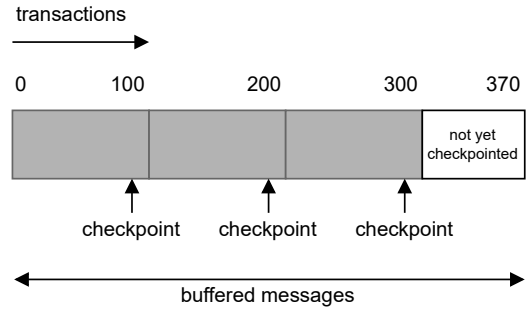 transactions
0 100 200 300 370
not yet
checkpointed
checkpoint checkpoint checkpoint
buffered messages